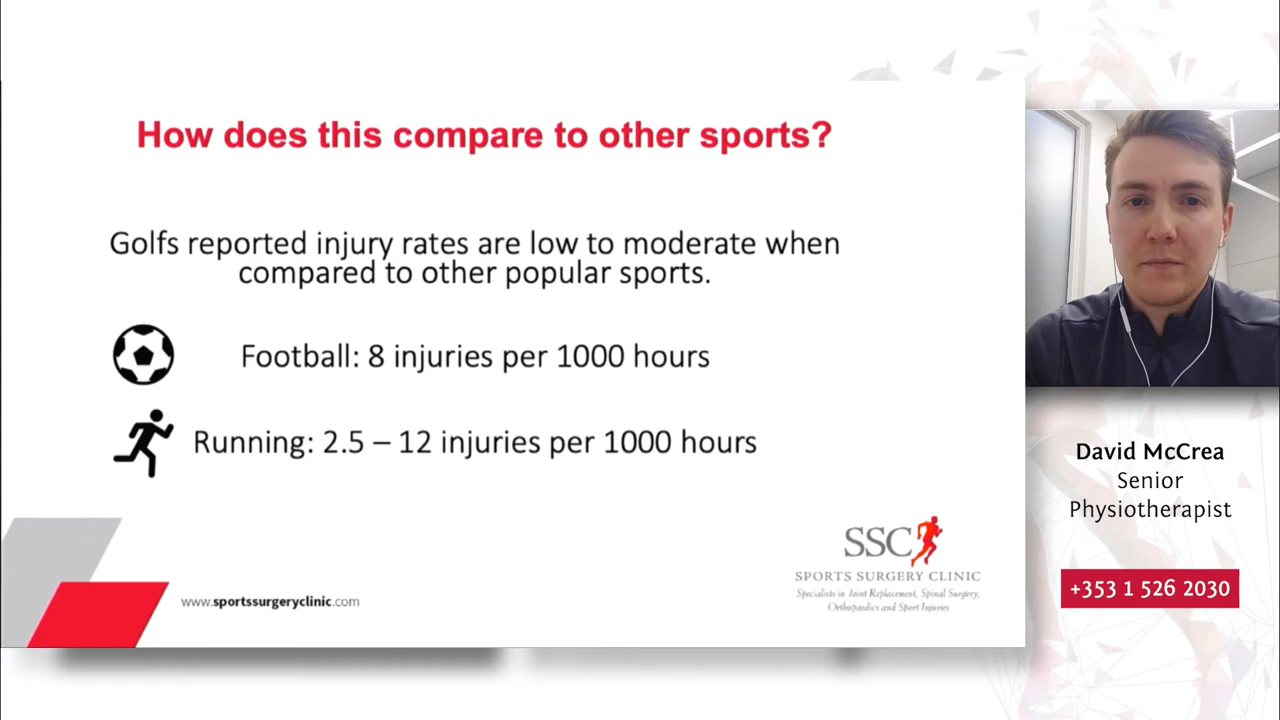 How does this compare to other sports?
Golfs reported injury rates are low to moderate when
compared to other popular sports.
Football: 8 injuries per 1000 hours
Running: 2.5 – 12 injuries per 1000 hours
www.sportssurgeryclinic.com
SSC
SPORTS SURGERY CLINIC
Specialists in Joint Replacement, Spinal Surgery,
Orthopaedics and Sport Injuries
David McCrea
Senior
Physiotherapist
+353 1 526 2030